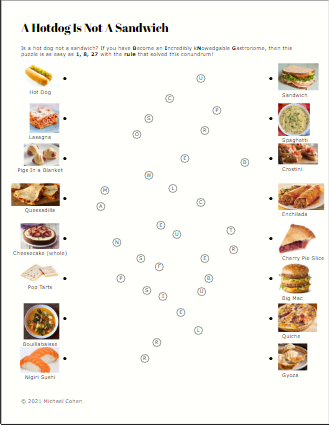 A Hotdog Is Not A Sandwich
Is a hot dog not a sandwich? If you have Become an Encredibly kNowedgable Gastronome, then this
puzzle is as easy as 1, 8, 27 with the rule that solved this conundrum!
Hot Dog
U
Sandwich
C
Lasagna
S
P
Spaghetti
O
R
Pigs In a Blanket
E
B
Crostini
W
Quesadilla
M
L
Enchilada
A
C
Cheesecake (whole)
E
U
T
Cherry Pie Slice
N
R
Pop Tarts
S
T
E
Big Mac
P
B
Bouillabaisse
G
I
U
Quiche
E
L
Nigiri Sushi
R
Gyoza
R
© 2021 Michael Cohen